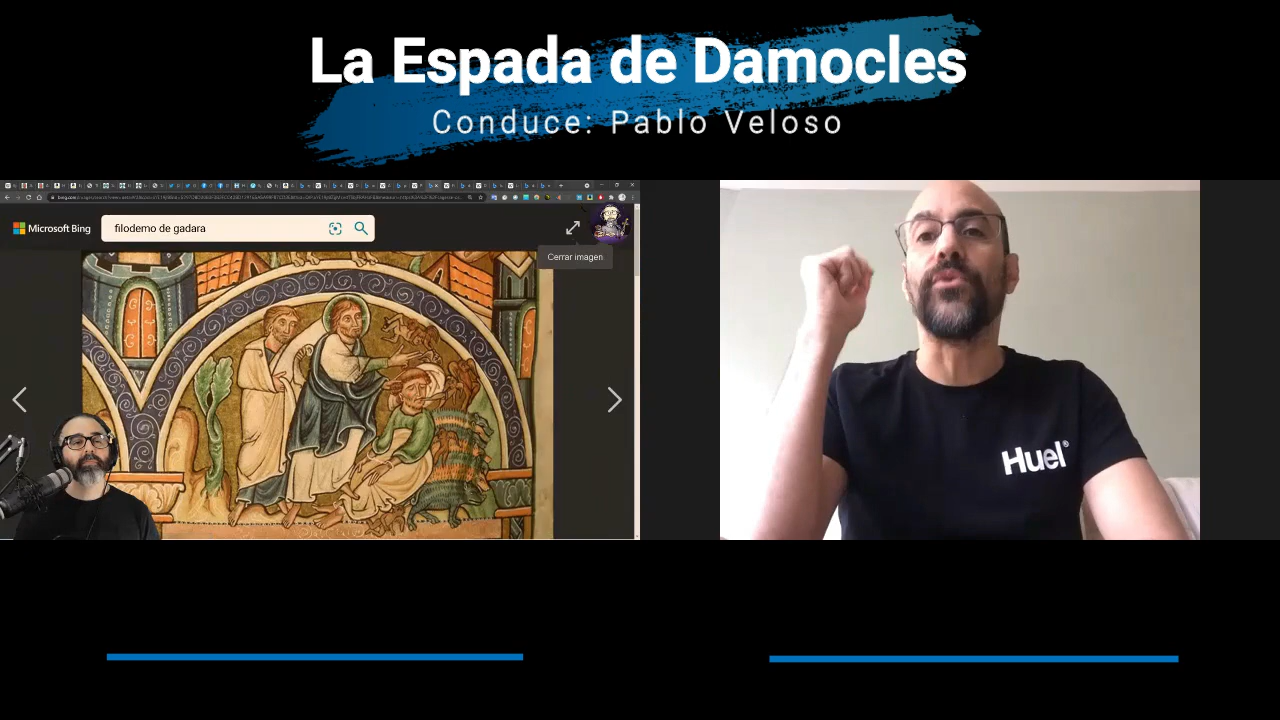 La Espada de Damocles
Conduce: Pablo Veloso
Microsoft Bing
filodemo de gadara
Cerrar imagen
Huel®